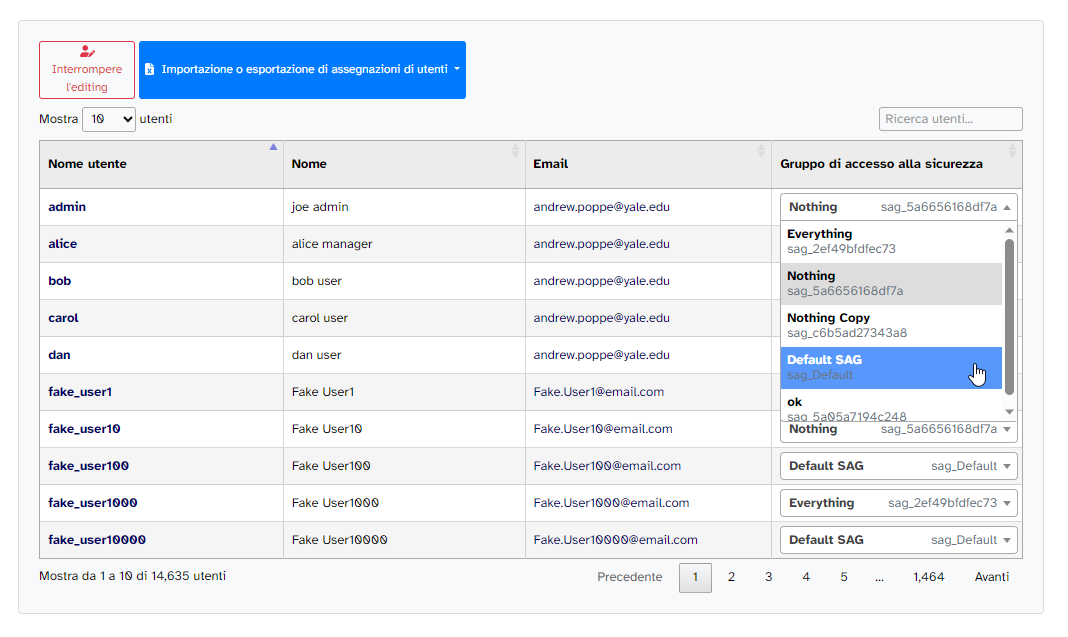 Interrompere
l'editing
Importazione o esportazione di assegnazioni di utenti
Mostra 10 utenti
Ricerca utenti...
Nome utente Nome Email Gruppo di accesso alla sicurezza
admin joe admin andrew.poppe@yale.edu Nothing sag_5a6656168df7a
alice alice manager andrew.poppe@yale.edu
bob bob user andrew.poppe@yale.edu
carol carol user andrew.poppe@yale.edu
dan dan user andrew.poppe@yale.edu
fake_user1 Fake User1 Fake.User1@email.com
Everything
sag_2ef49bfdfec73
Nothing
sag_5a6656168df7a
Nothing Copy
sag_c6b5ad27343a8
Default SAG
sag_Default
ok
sag_5a05a7194c248
fake_user10 Fake User10 Fake.User10@email.com Nothing sag_5a6656168df7a
fake_user100 Fake User100 Fake.User100@email.com Default SAG sag_Default
fake_user1000 Fake User1000 Fake.User1000@email.com Everything sag_2ef49bfdfec73
fake_user10000 Fake User10000 Fake.User10000@email.com Default SAG sag_Default
Mostra da 1 a 10 di 14,635 utenti
Precedente 1 2 3 4 5 ... 1,464 Avanti